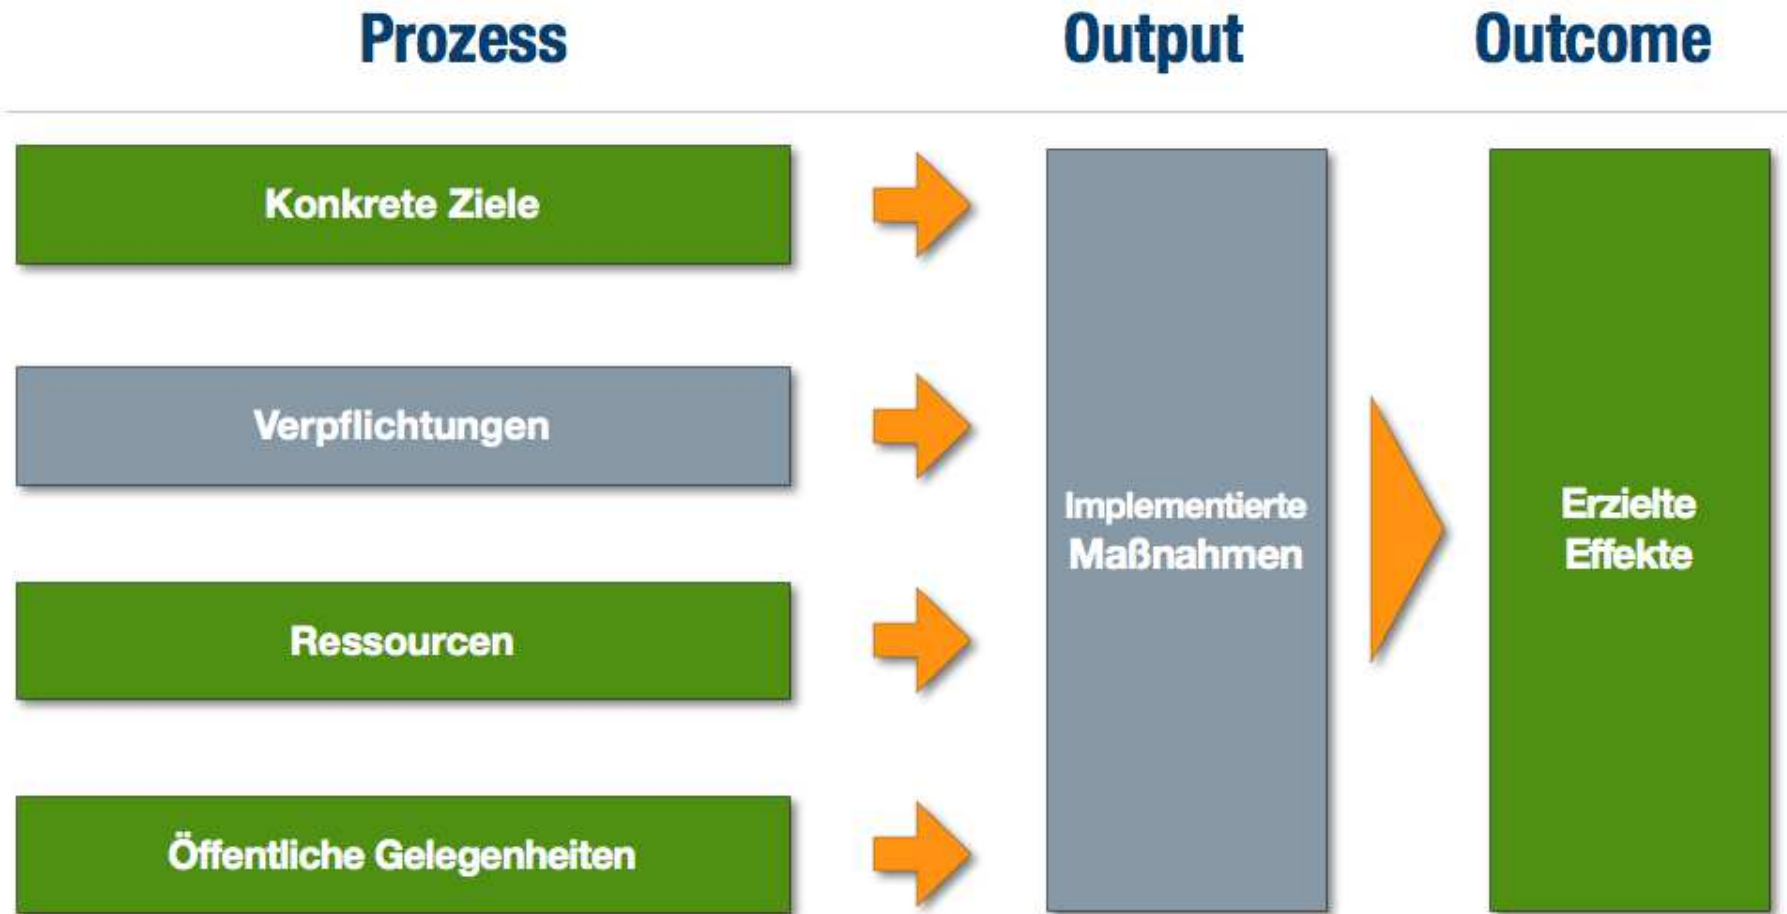 Prozess
Output
Outcome
Konkrete Ziele
Verpflichtungen
Ressourcen
Öffentliche Gelegenheiten
Implementierte
Maßnahmen
Erzielte
Effekte